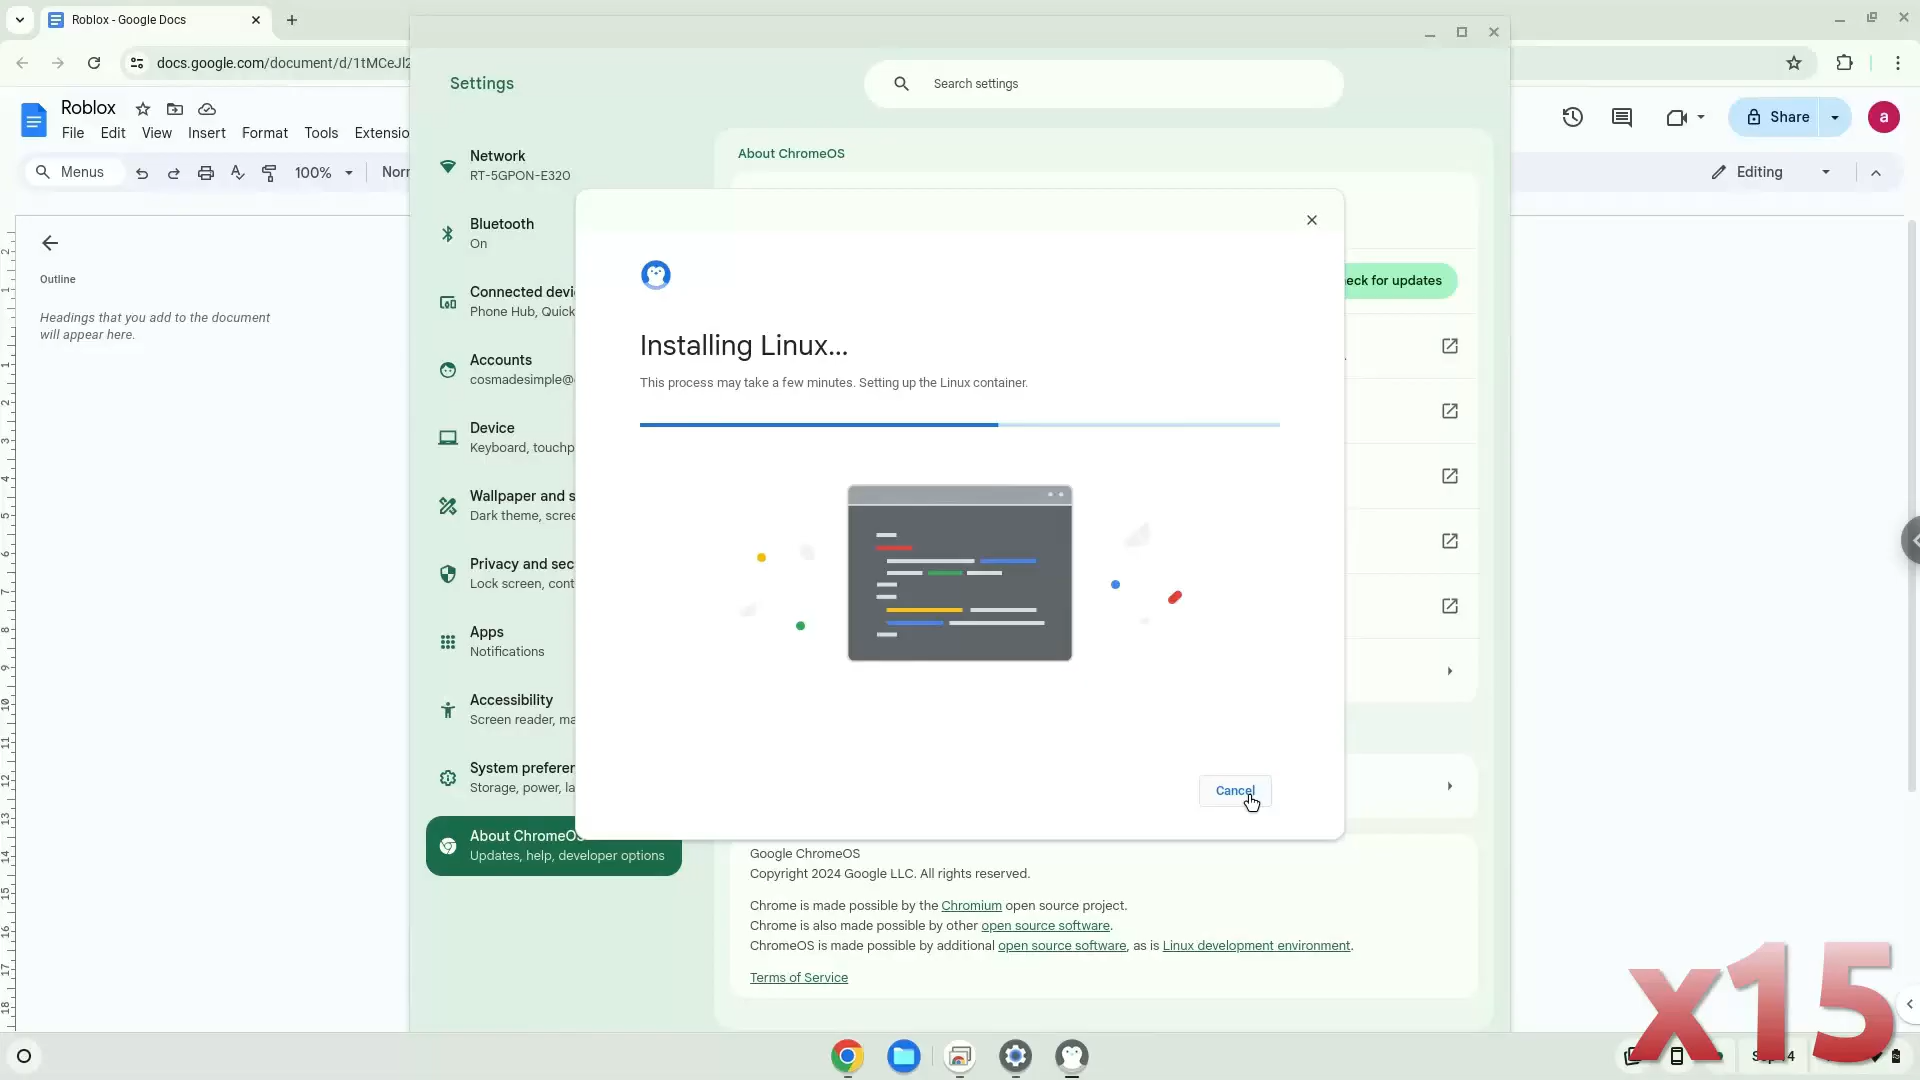 Roblox - Google Docs
docs.google.com/document/d/1tMCeJl2
Roblox
File Edit View Insert Format Tools Extensio
Share
a
Menus
100%
Norr
Editing
Outline
Headings that you add to the document
will appear here.
Settings
Search settings
Network
RT-5GPON-E320
Bluetooth
On
Connected devi
Phone Hub, Quick
Accounts
cosmadesimple@
Device
Keyboard, touchp
Wallpaper and s
Dark theme, scree
Privacy and sec
Lock screen, cont
Apps
Notifications
Accessibility
Screen reader, ma
System preferen
Storage, power, la
About ChromeOS
Updates, help, developer options
About ChromeOS
eck for updates
Installing Linux...
This process may take a few minutes. Setting up the Linux container.
Cancel
Google ChromeOS
Copyright 2024 Google LLC. All rights reserved.
Chrome is made possible by the Chromium open source project.
Chrome is also made possible by other open source software.
ChromeOS is made possible by additional open source software, as is Linux development environment.
Terms of Service
x15